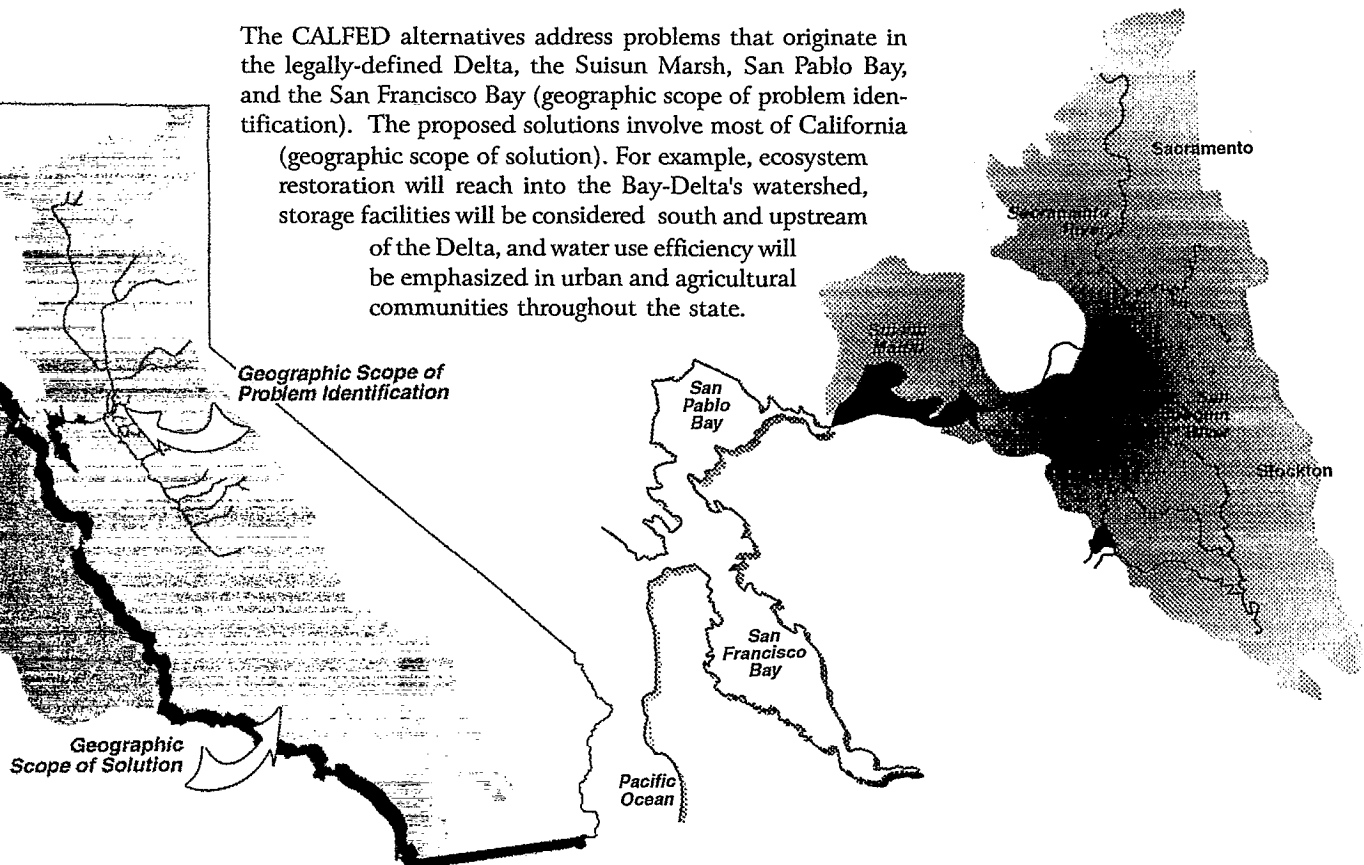 The CALFED alternatives address problems that originate in
the legally-defined Delta, the Suisun Marsh, San Pablo Bay,
and the San Francisco Bay (geographic scope of problem iden-
tification). The proposed solutions involve most of California
(geographic scope of solution). For example, ecosystem
restoration will reach into the Bay-Delta's watershed,
storage facilities will be considered south and upstream
of the Delta, and water use efficiency will
be emphasized in urban and agricultural
communities throughout the state.
Geographic Scope of
Problem Identification
Geographic
Scope of Solution
San
Pablo
Bay
San
Francisco
Bay
Pacific
Ocean
Sacramento
Sacramento
River
Suisun
Marsh
San
Stockton